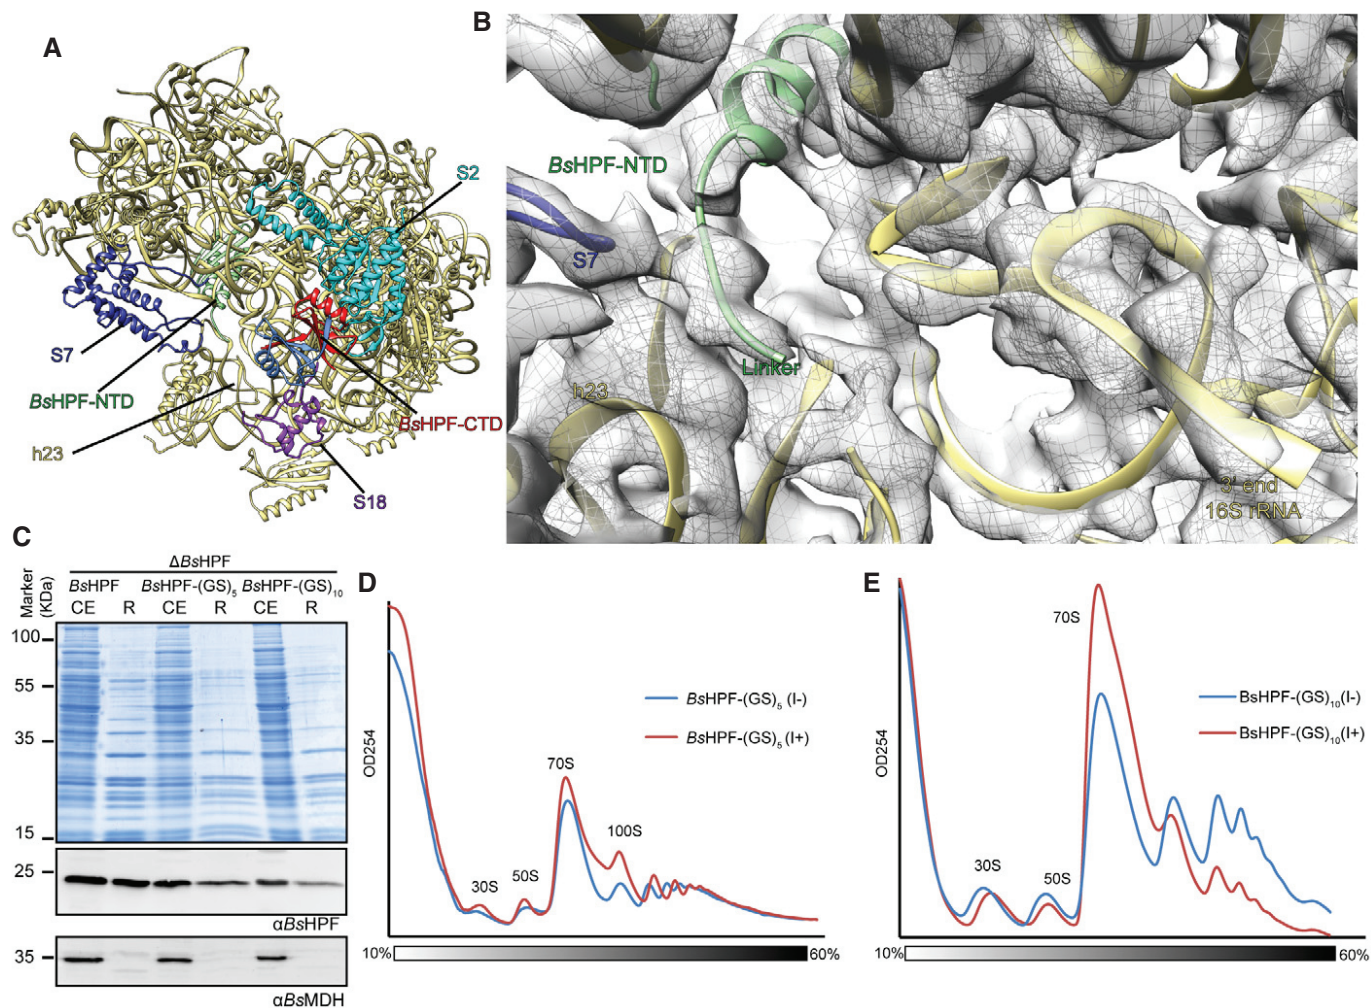 A
S2
S7
BsHPF-NTD
h23
BsHPF-CTD
S18
B
BsHPF-NTD
S7
Linker
h23
3' end
16S rRNA
C
ΔBsHPF
Marker
(KDa)
BsHPF BsHPF-(GS)5 BsHPF-(GS)10
CE R CE R CE R
100
55
35
15
25
αBsHPF
35
αBsMDH
D
OD254
BsHPF-(GS)5 (I-)
BsHPF-(GS)5 (I+)
70S
100S
30S
50S
10%
60%
E
OD254
70S
BsHPF-(GS)10(I-)
BsHPF-(GS)10(I+)
30S
50S
10%
60%